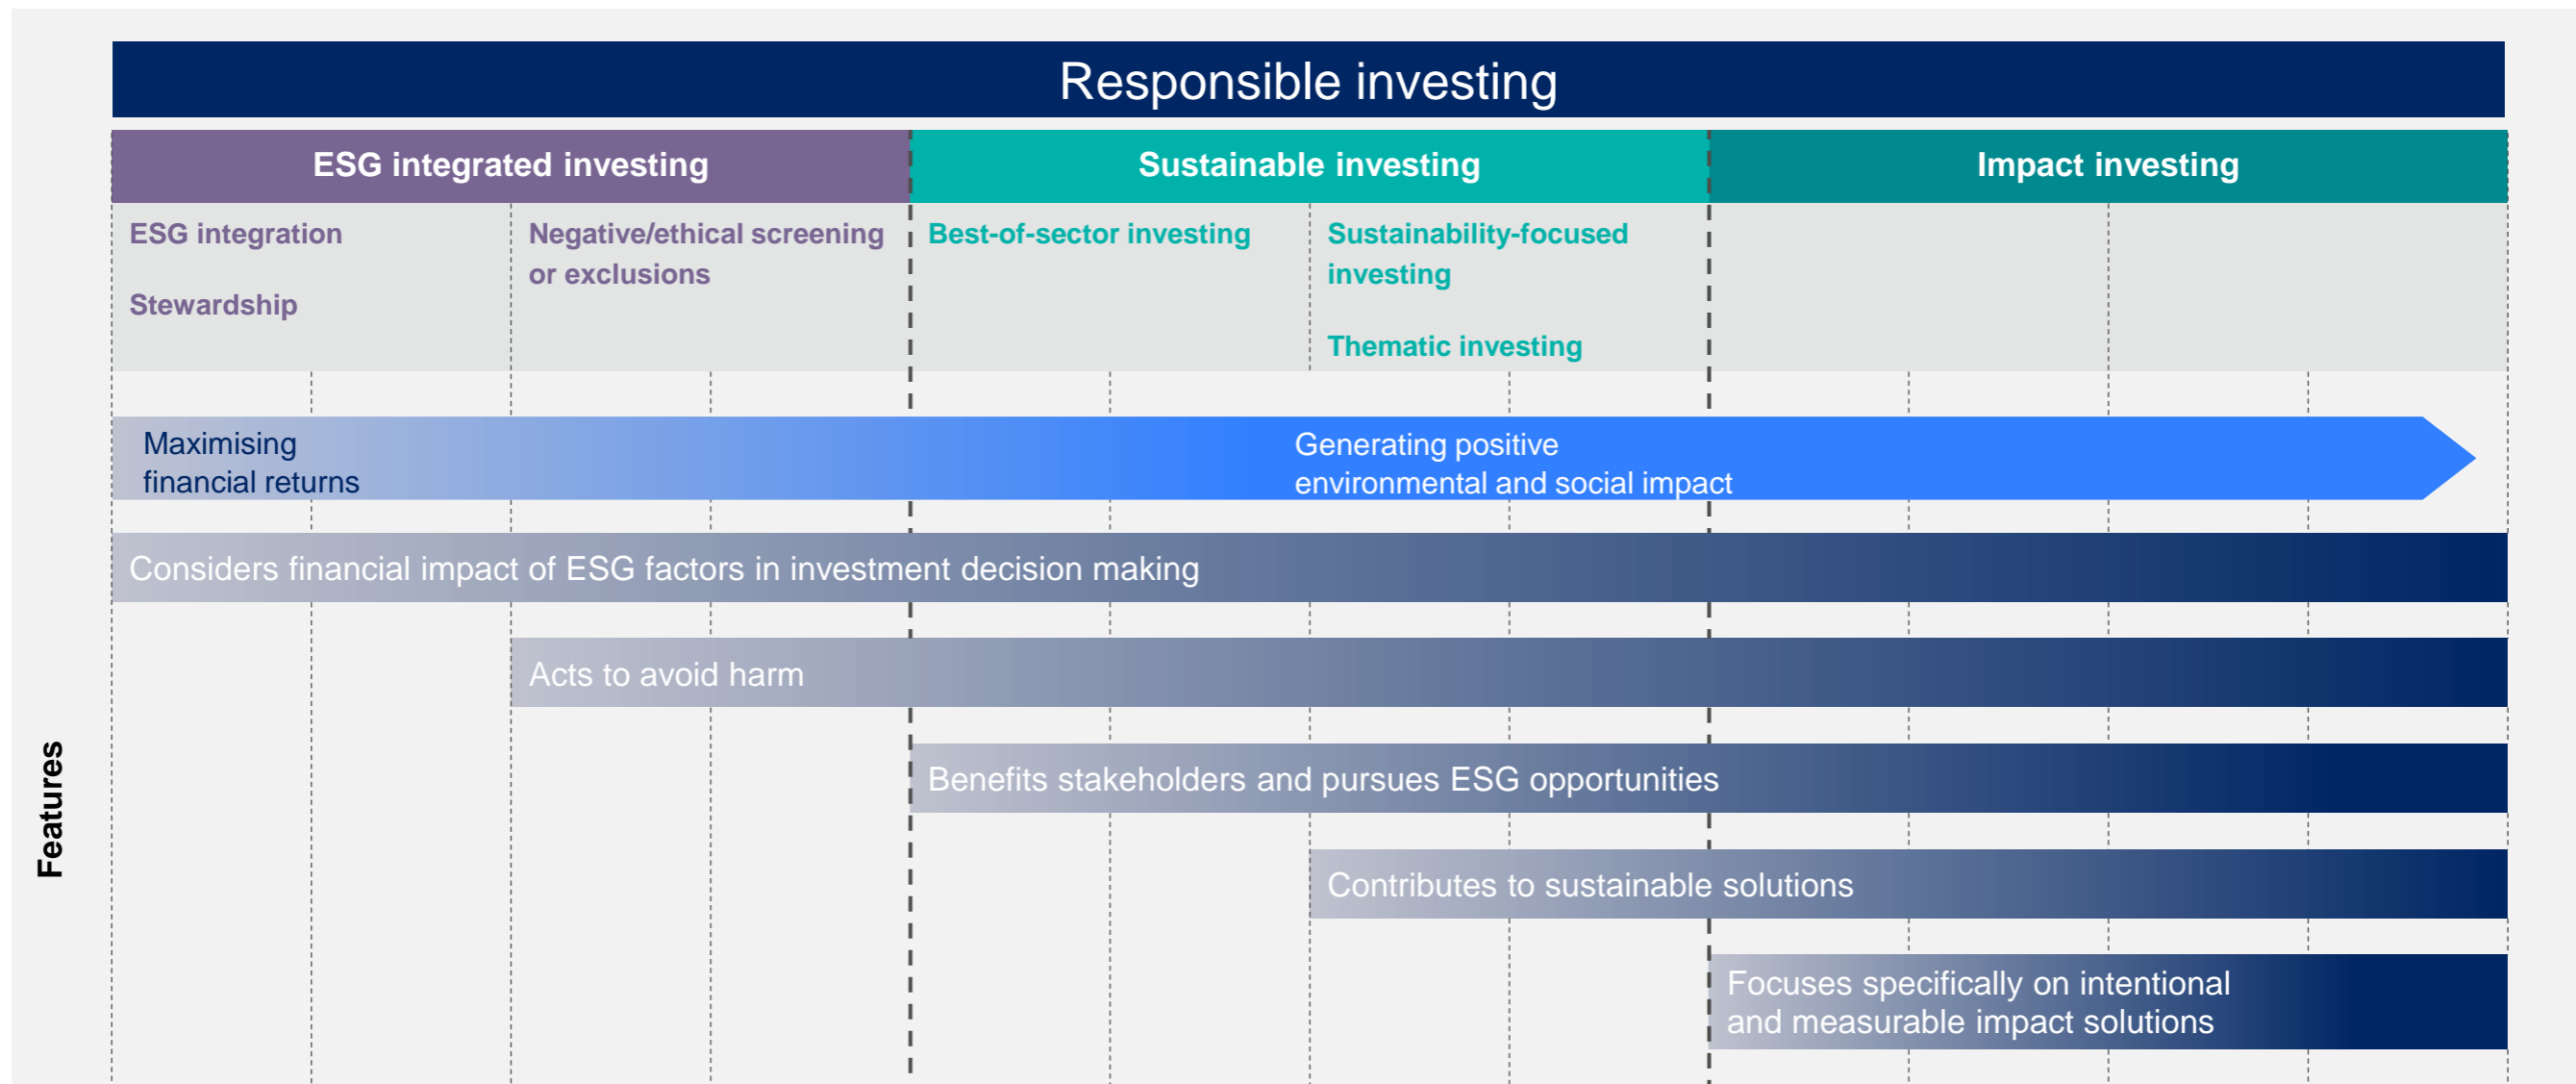 Responsible investing
ESG integrated investing
Sustainable investing
Impact investing
ESG integration
Stewardship
Negative/ethical screening
or exclusions
Best-of-sector investing
Sustainability-focused
investing
Thematic investing
Maximising
financial returns
Generating positive
environmental and social impact
Features
Considers financial impact of ESG factors in investment decision making
Acts to avoid harm
Benefits stakeholders and pursues ESG opportunities
Contributes to sustainable solutions
Focuses specifically on intentional
and measurable impact solutions